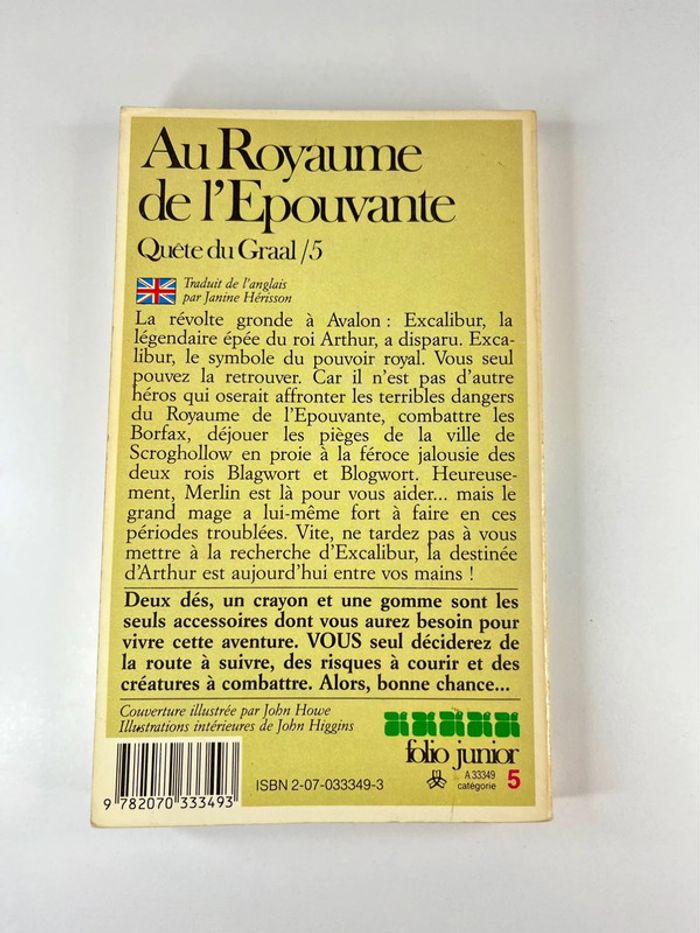 Au Royaume
de l'Epouvante
Quête du Graal/5
Traduit de l'anglais
par Janine Hérisson
La révolte gronde à Avalon : Excalibur, la
légendaire épée du roi Arthur, a disparu. Exca-
libur, le symbole du pouvoir royal. Vous seul
pouvez la retrouver. Car il n'est pas d'autre
héros qui oserait affronter les terribles dangers
du Royaume de l'Epouvante, combattre les
Borfax, déjouer les pièges de la ville de
Scroghollow en proie à la féroce jalousie des
deux rois Blagwort et Blogwort. Heureuse-
ment, Merlin est là pour vous aider... mais le
grand mage a lui-même fort à faire en ces
périodes troublées. Vite, ne tardez pas à vous
mettre à la recherche d'Excalibur, la destinée
d'Arthur est aujourd'hui entre vos mains !
Deux dés, un crayon et une gomme sont les
seuls accessoires dont vous aurez besoin pour
vivre cette aventure. VOUS seul déciderez de
la route à suivre, des risques à courir et des
créatures à combattre. Alors, bonne chance...
Couverture illustrée par John Howe
Illustrations intérieures de John Higgins
folio junior
A 33349
catégorie 5
ISBN 2-07-033349-3
9 782070 333493